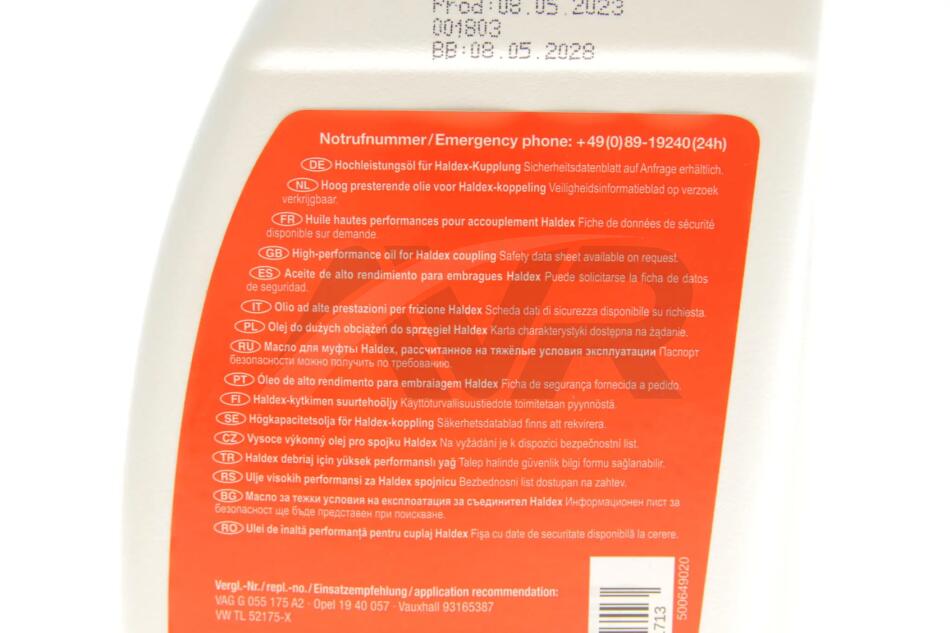 Prod:08.05.2023
001803
BB:08.05.2028
Notrufnummer/Emergency phone: +49(0)89-19240(24h)
DE Hochleistungsöl für Haldex-Kupplung Sicherheitsdatenblatt auf Anfrage erhältlich.
NL Hoog presterende olie voor Haldex-koppeling Veiligheidsinformatieblad op verzoek
verkrijgbaar.
FR Huile hautes performances pour accouplement Haldex Fiche de données de sécurité
disponible sur demande.
GB High-performance oil for Haldex coupling Safety data sheet available on request.
ES Aceite de alto rendimiento para embragues Haldex Puede solicitarse la ficha de datos
de seguridad.
IT Olio ad alte prestazioni per frizione Haldex Scheda dati di sicurezza disponibile su richiesta.
PL Olej do dużych obciążeń do sprzęgieł Haldex Karta charakterystyki dostępna na żądanie.
RU Масло для муфты Haldex, рассчитанное на тяжёлые условия эксплуатации Паспорт
безопасности можно получить по требованию.
PT Óleo de alto rendimento para embraiagem Haldex Ficha de segurança fornecida a pedido.
FI Haldex-kytkimen suurtehoöljy Käyttöturvallisuustiedote toimitetaan pyynnöstä.
SE Högkapacitetsolja för Haldex-koppling Säkerhetsdatablad finns att rekvirera.
CZ Vysoce výkonný olej pro spojku Haldex Na vyžádání je k dispozici bezpečnostní list.
TR Haldex debriaj için yüksek performanslı yağ Talep halinde güvenlik bilgi formu sağlanabilir.
RS Ulje visokih performansi za Haldex spojnicu Bezbednosni list dostupan na zahtev.
BG Масло за тежки условия на експлоатация за съединител Haldex Информационен лист за
безопасност ще бъде представен при поискване.
RO Ulei de înaltă performanță pentru cuplaj Haldex Fișa cu date de securitate disponibilă la cerere.
Vergl.-Nr./repl.-no./Einsatzempfehlung/application recommendation:
VAG G 055 175 A2 · Opel 19 40 057 · Vauxhall 93165387
VW TL 52175-X
500649020
.713
AVR